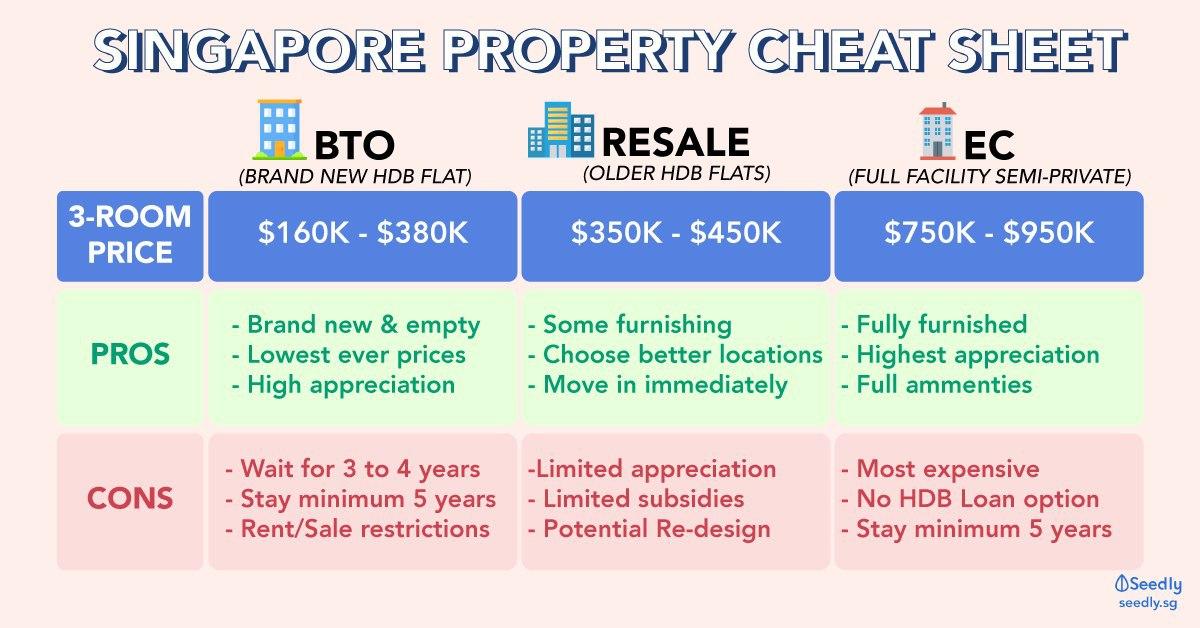 SINGAPORE PROPERTY CHEAT SHEET
BTO
(BRAND NEW HDB FLAT)
RESALE
(OLDER HDB FLATS)
EC
(FULL FACILITY SEMI-PRIVATE)
3-ROOM
PRICE
$160K - $380K
$350K - $450K
$750K - $950K
PROS
- Brand new & empty
- Lowest ever prices
- High appreciation
- Some furnishing
- Choose better locations
- Move in immediately
- Fully furnished
- Highest appreciation
- Full ammenties
CONS
- Wait for 3 to 4 years
- Stay minimum 5 years
- Rent/Sale restrictions
-Limited appreciation
- Limited subsidies
- Potential Re-design
- Most expensive
- No HDB Loan option
- Stay minimum 5 years
Seedly
seedly.sg